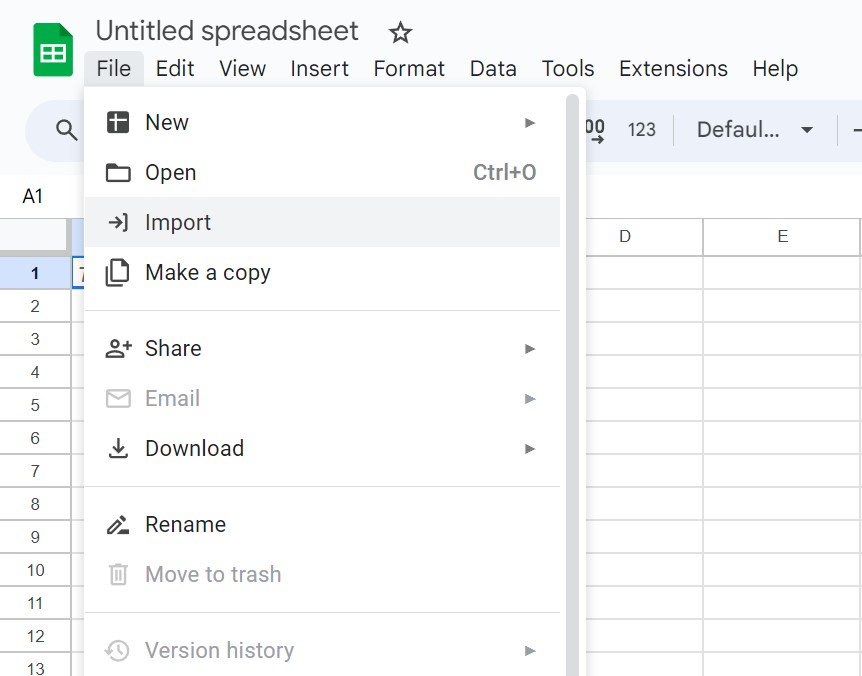 Untitled spreadsheet
File Edit View Insert Format Data Tools Extensions Help
New
00 123 Defaul...
Open Ctrl+O
A1
Import
D E
Make a copy
1
2
3
Share
4
Email
5
6
Download
7
8
Rename
9
Move to trash
10
11
12
Version history
13